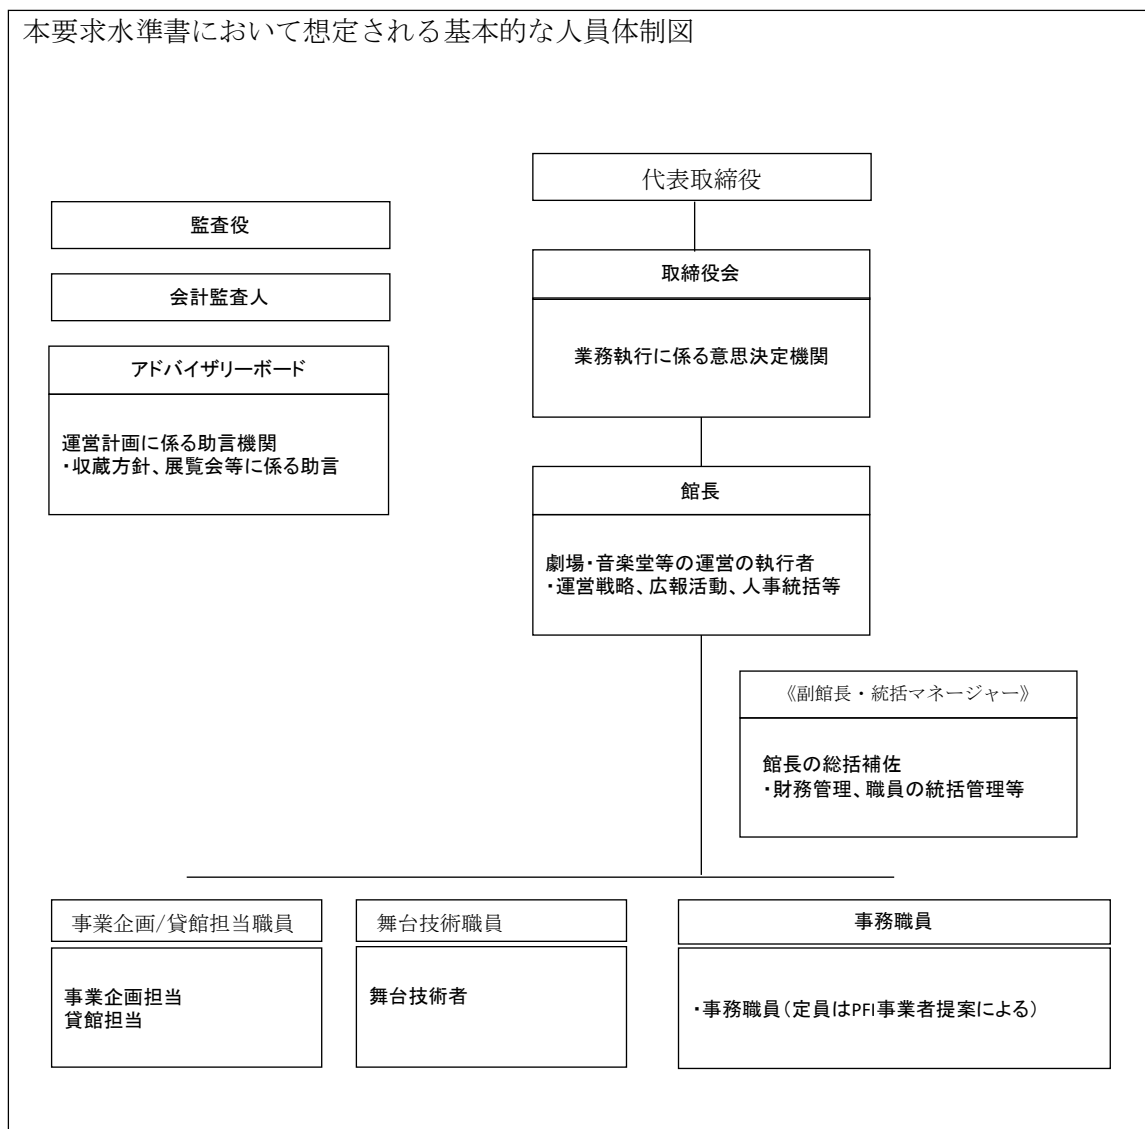 本要求水準書において想定される基本的な人員体制図
代表取締役
監査役
取締役会
会計監査人
業務執行に係る意思決定機関
アドバイザリーボード
運営計画に係る助言機関
・収蔵方針、展覧会等に係る助言
館長
劇場・音楽堂等の運営の執行者
・運営戦略、広報活動、人事統括等
《副館長・統括マネージャー》
館長の総括補佐
・財務管理、職員の統括管理等
事業企画/貸館担当職員
事業企画担当
貸館担当
舞台技術職員
舞台技術者
事務職員
・事務職員（定員はPFI事業者提案による）